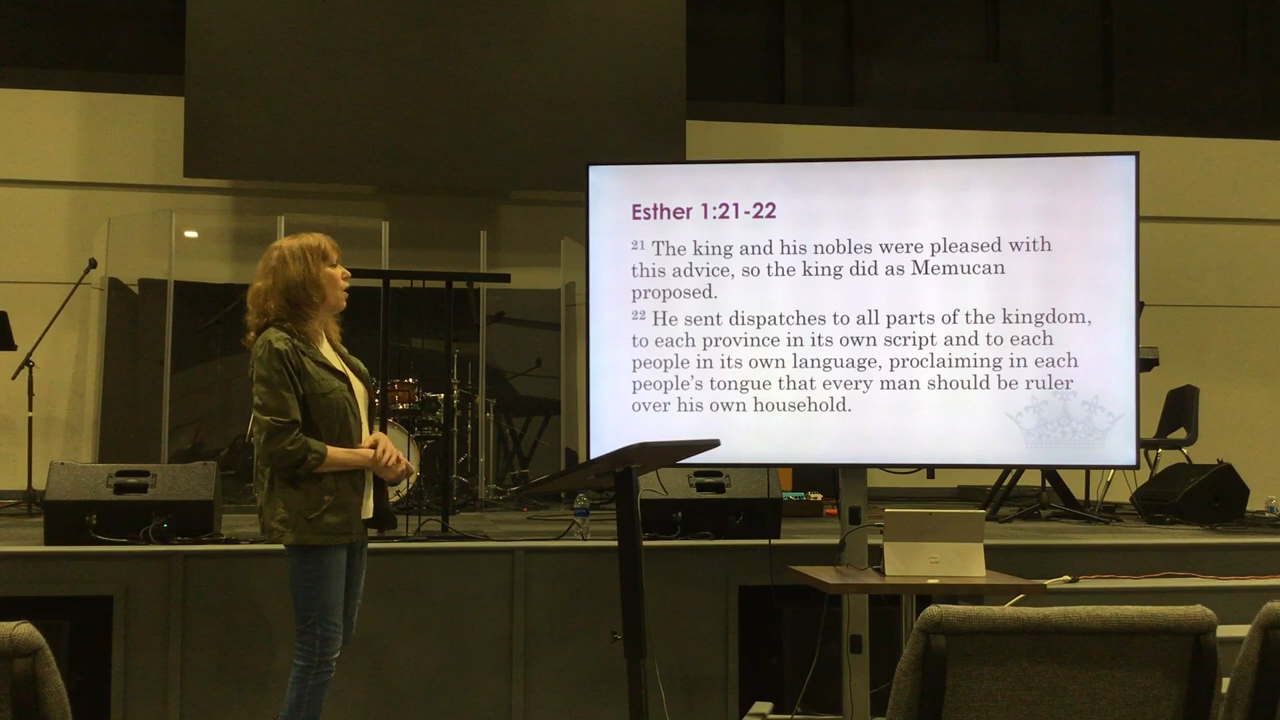 Esther 1:21-22
21 The king and his nobles were pleased with
this advice, so the king did as Memucan
proposed.
22 He sent dispatches to all parts of the kingdom,
to each province in its own script and to each
people in its own language, proclaiming in each
people's tongue that every man should be ruler
over his own household.